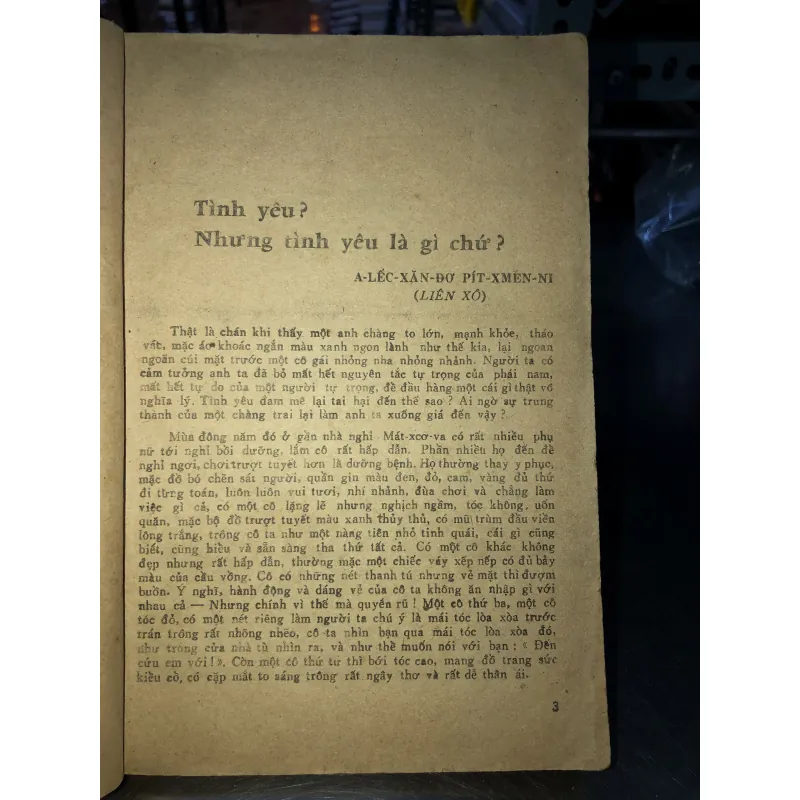 Tình yêu?
Nhưng tình yêu là gì chứ?
A-LẾC-XĂN-ĐƠ PÍT-XMEN-NI
(LIÊN XÔ)
Thật là chán khi thấy một anh chàng to lớn, mạnh khỏe, tháo
vát, mặc áo khoác ngắn màu xanh ngon lành như thế kia, lại ngoan
ngoãn cúi mặt trước một cô gái nhỏng nha nhỏng nhảnh. Người ta có
cảm tưởng anh ta đã bỏ mất hết nguyên tắc tự trọng của phái nam,
mất hết tự do của một người tự trọng, để đầu hàng một cái gì thật vô
nghĩa lý. Tình yêu đam mê lại tai hại đến thế sao? Ai ngờ sự trung
thành của một chàng trai lại làm anh ta xuống giá đến vậy?
Mùa đông năm đó ở gần nhà nghỉ Mát-xcơ-va có rất nhiều phụ
nữ tới nghỉ bồi dưỡng, lắm cô rất hấp dẫn. Phần nhiều họ đến để
nghỉ ngơi, chơi trượt tuyết hơn là dưỡng bệnh. Họ thường thay y phục,
mặc đồ bó chẽn sát người, quần gin màu đen, đỏ, cam, vàng đủ thứ
đi từng toán, luôn luôn vui tươi, nhí nhảnh, đùa chơi và chẳng làm
việc gì cả, có một cô lặng lẽ nhưng nghịch ngầm, tóc không uốn
quăn, mặc bộ đồ trượt tuyết màu xanh thủy thủ, có mũ trùm đầu viền
lông trắng, trông cô ta như một nàng tiên nhỏ tinh quái, cái gì cũng
biết, cũng hiểu và sẵn sàng tha thứ tất cả. Có một cô khác không
đẹp nhưng rất hấp dẫn, thường mặc một chiếc váy xếp nếp có đủ bảy
màu của cầu vồng. Cô có những nét thanh tú nhưng vẻ mặt thì đượm
buồn. Ý nghĩ, hành động và dáng vẻ của cô ta không ăn nhập gì với
nhau cả — Nhưng chính vì thế mà quyến rũ! Một cô thứ ba, một cô
tóc đỏ, có một nét riêng làm người ta chú ý là mái tóc lòa xòa trước
trán trông rất nhõng nhẽo, cô ta nhìn bạn qua mái tóc lòa xòa đó,
như trong cửa nhà tù nhìn ra, và như thể muốn nói với bạn: « Đến
cứu em với! ». Còn một cô thứ tư thì bới tóc cao, mang đồ trang sức
kiểu cổ, có cặp mắt to sáng trông rất ngây thơ và rất dễ thân ái.
3